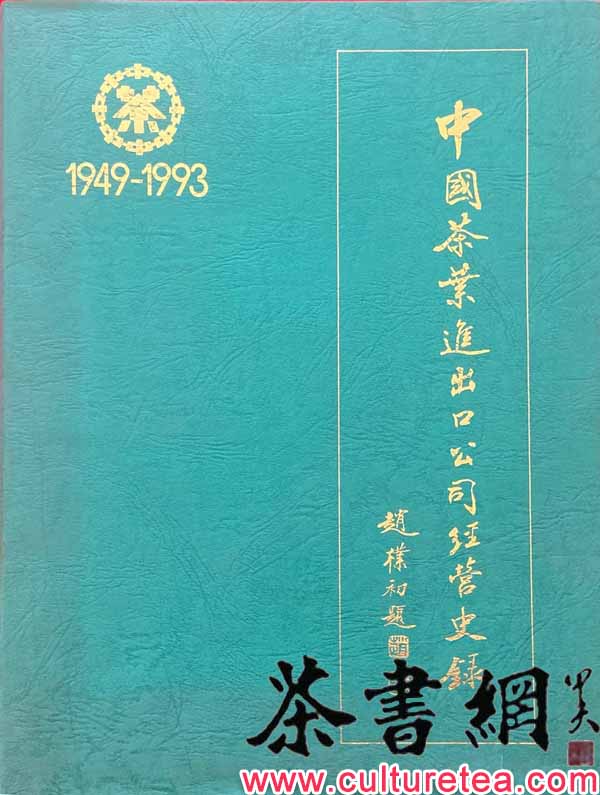 茶
1949-1993
中國茶葉進出口公司經營史録
趙樸初題
茶書網
www.culturetea.com